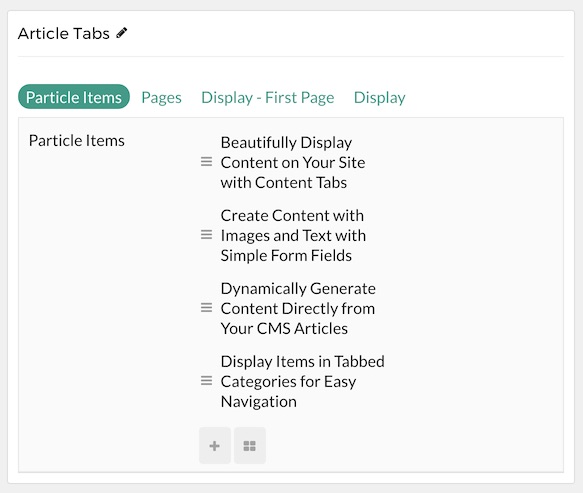 Article Tabs
Particle Items Pages Display - First Page Display
Particle Items
Beautifully Display
Content on Your Site
with Content Tabs
Create Content with
Images and Text with
Simple Form Fields
Dynamically Generate
Content Directly from
Your CMS Articles
Display Items in Tabbed
Categories for Easy
Navigation